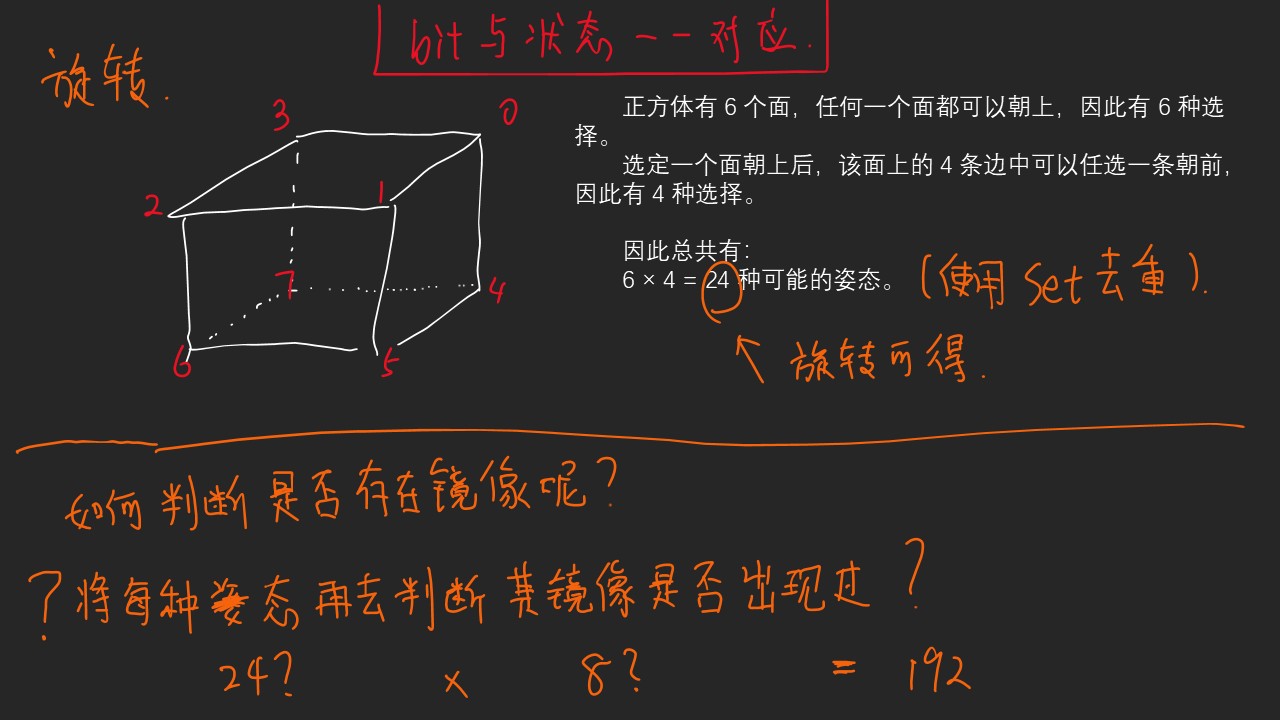 bit与状态一一对应.
旋转.
3
0
2
1
7
4
6
5
正方体有 6 个面，任何一个面都可以朝上，因此有 6 种选
择。
选定一个面朝上后，该面上的 4 条边中可以任选一条朝前，
因此有 4 种选择。
因此总共有：
6 × 4 = 24 种可能的姿态。
(使用 Set 去重).
旋转可得.
如何判断是否存在镜像呢?
? 将每种姿态再去判断其镜像是否出现过 ?
24? x 8? = 192